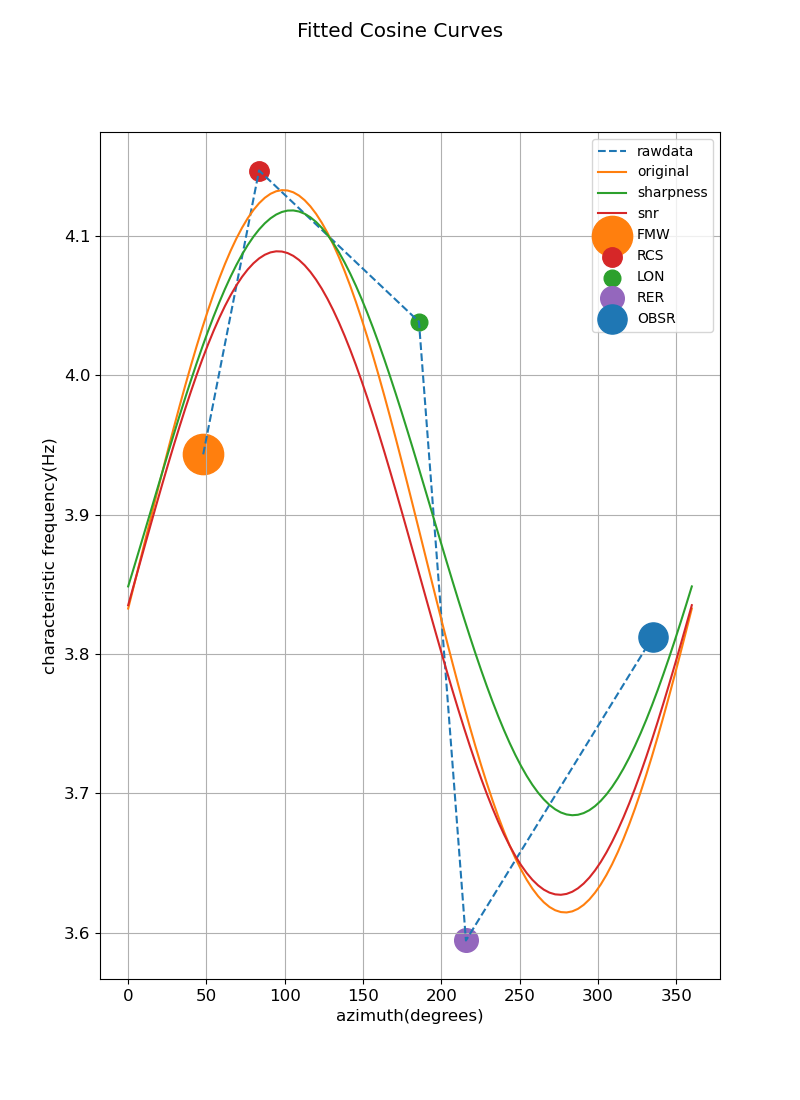 Fitted Cosine Curves
rawdata
original
sharpness
snr
FMW
RCS
LON
RER
OBSR
characteristic frequency(Hz)
4.1
4.0
3.9
3.8
3.7
3.6
0 50 100 150 200 250 300 350
azimuth(degrees)